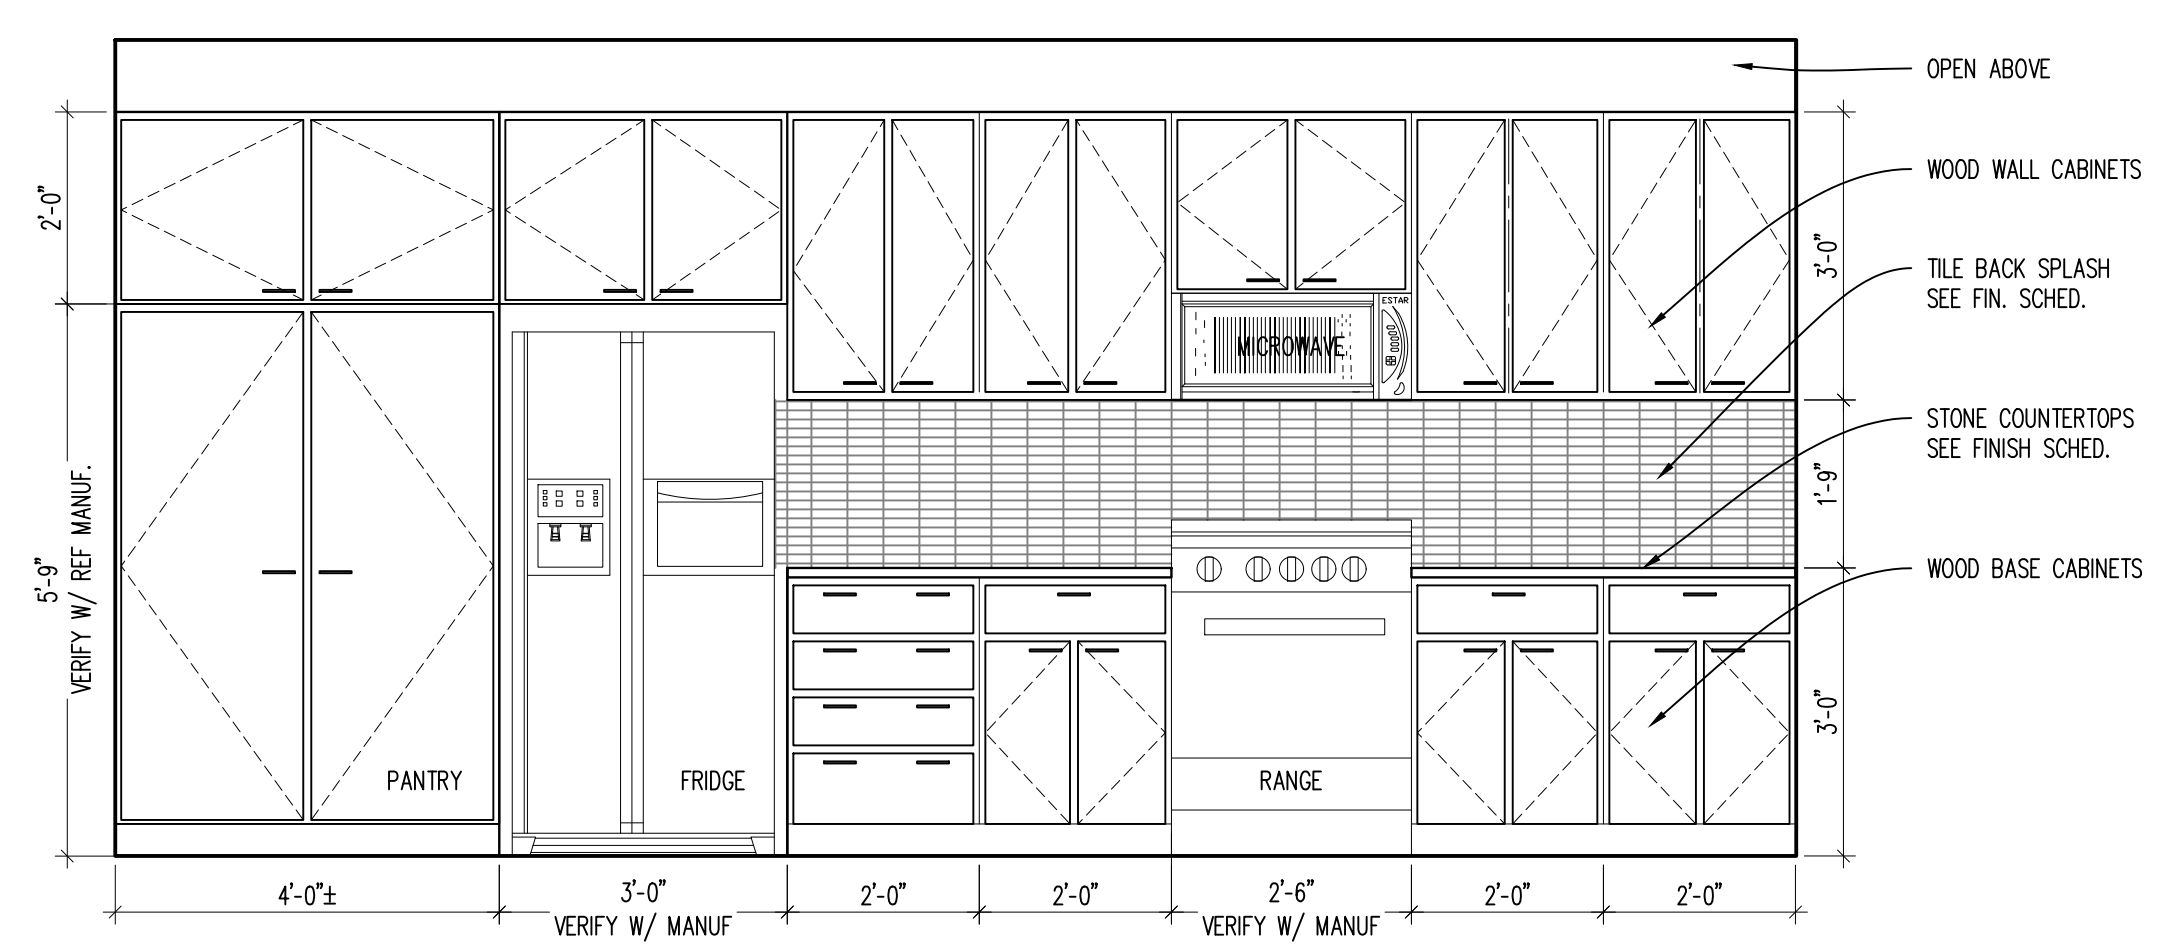 OPEN ABOVE
WOOD WALL CABINETS
TILE BACK SPLASH
SEE FIN. SCHED.
STONE COUNTERTOPS
SEE FINISH SCHED.
WOOD BASE CABINETS
2'-0"
5'-9"
VERIFY W/ REF MANUF.
ESTAR
MICROWAVE
PANTRY
FRIDGE
RANGE
3'-0"
1'-9"
3'-0"
4'-0"±
3'-0"
VERIFY W/ MANUF
2'-0"
2'-0"
2'-6"
VERIFY W/ MANUF
2'-0"
2'-0"